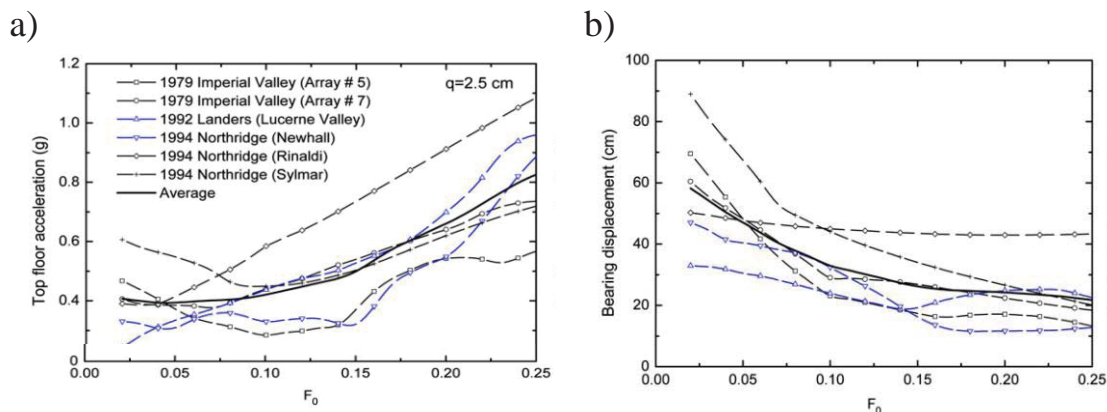 a)
1.2
1.0
0.8
0.6
0.4
0.2
0
0.00
0.05
0.10
0.15
0.20
0.25
Top floor acceleration (g)
F0
q=2.5 cm
1979 Imperial Valley (Array # 5)
1979 Imperial Valley (Array # 7)
1992 Landers (Lucerne Valley)
1994 Northridge (Newhall)
1994 Northridge (Rinaldi)
1994 Northridge (Sylmar)
Average
b)
100
80
60
40
20
0
0.00
0.05
0.10
0.15
0.20
0.25
Bearing displacement (cm)
F0